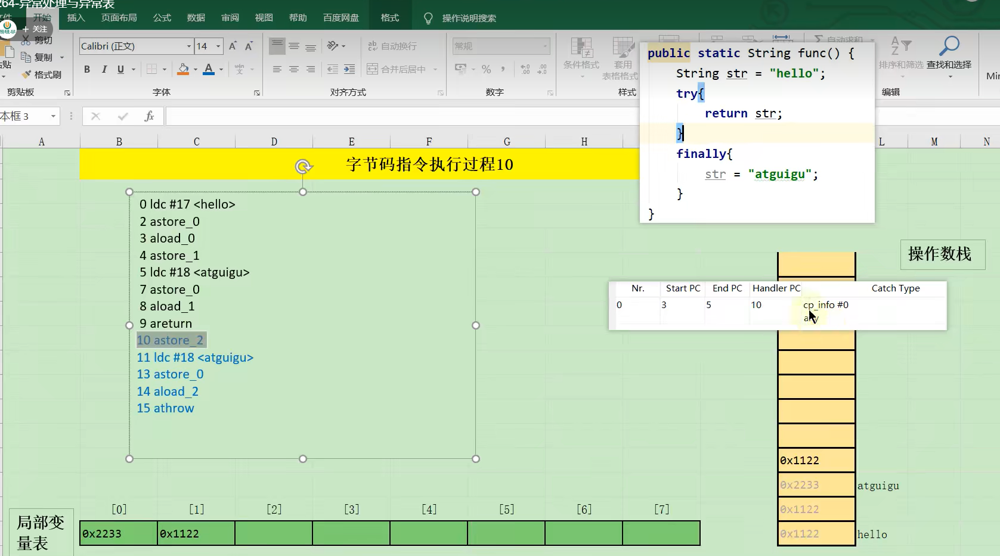 264-异常处理与异常表
文件 开始 插入 页面布局 公式 数据 审阅 视图 帮助 百度网盘 格式 操作说明搜索
+ 关注
剪切
复制
格式刷
剪贴板
Calibri (正文) 14 A A
B I U A wén
字体
ab 自动换行
合并后居中
对齐方式
常规
% , .00
数字
条件格式
套用
表格格式
样式
自动求和
排序和筛选 查找和选择
编辑
本框 3
fx
A B C D E F G H L M N
字节码指令执行过程10
public static String func() {
String str = "hello";
try{
return str;
}
finally{
str = "atguigu";
}
}
0 ldc #17 <hello>
2 astore_0
3 aload_0
4 astore_1
5 ldc #18 <atguigu>
7 astore_0
8 aload_1
9 areturn
10 astore_2
11 ldc #18 <atguigu>
13 astore_0
14 aload_2
15 athrow
操作数栈
Nr. Start PC End PC Handler PC Catch Type
0 3 5 10 cp_info #0
any
0x1122
0x2233 atguigu
0x1122
0x1122 hello
[0] [1] [2] [3] [4] [5] [6] [7]
局部变
量表
0x2233 0x1122